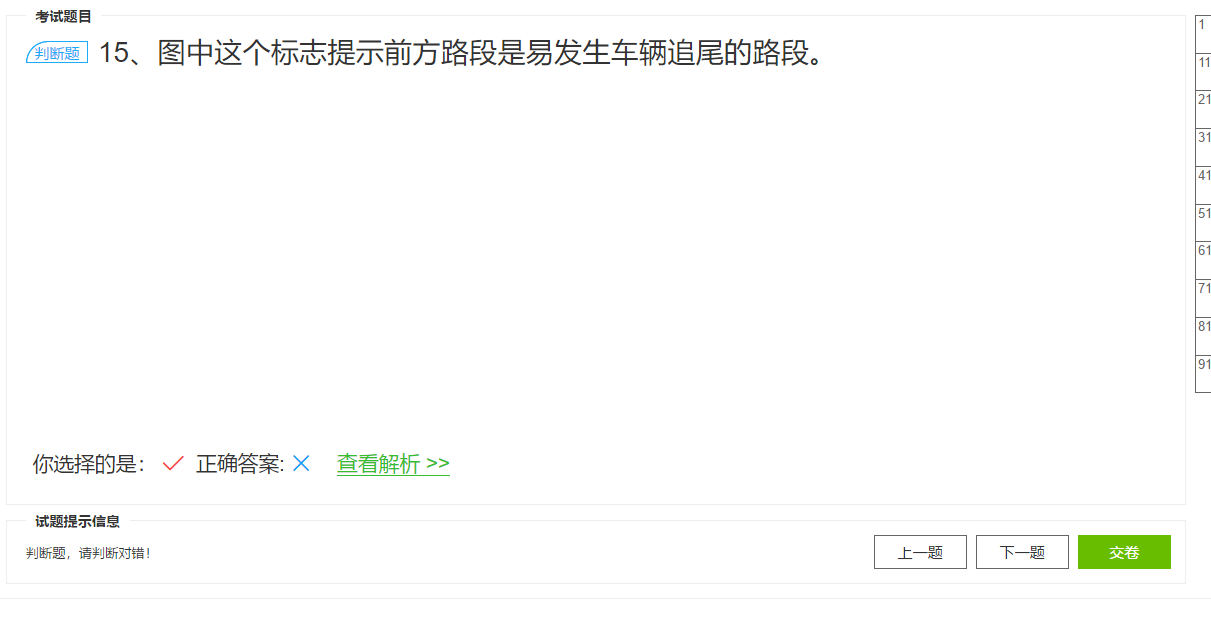 考试题目
判断题 15、图中这个标志提示前方路段是易发生车辆追尾的路段。
1
11
21
31
41
51
61
71
81
91
你选择的是： 正确答案: 查看解析 >>
试题提示信息
判断题，请判断对错！
上一题 下一题 交卷